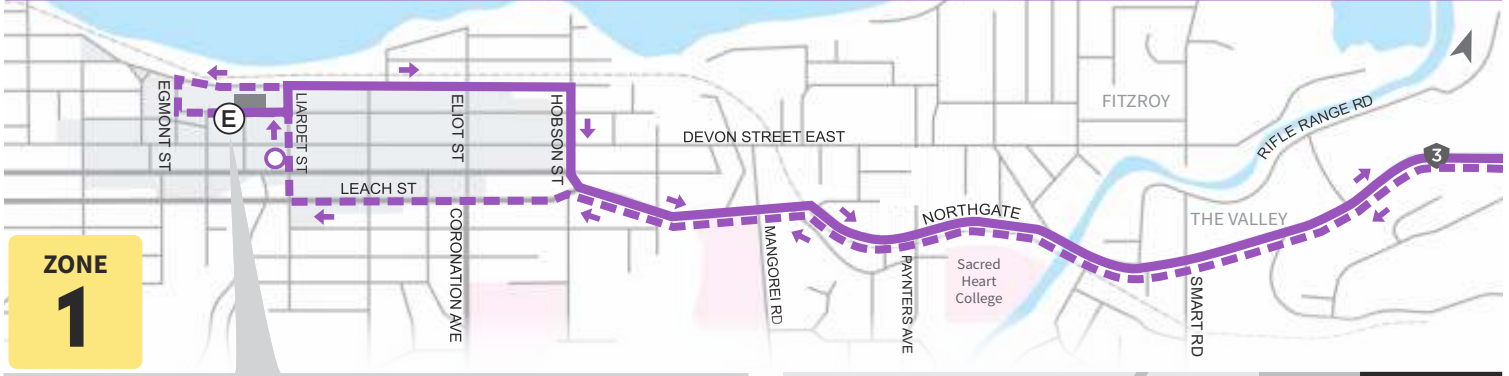 EGMONT ST
E
LIARDET ST
ELIOT ST
HOBSON ST
DEVON STREET EAST
FITZROY
RIFLE RANGE RD
3
LEACH ST
CORONATION AVE
MANGOREI RD
PAYNTERS AVE
NORTHGATE
Sacred
Heart
College
THE VALLEY
SMART RD
ZONE
1